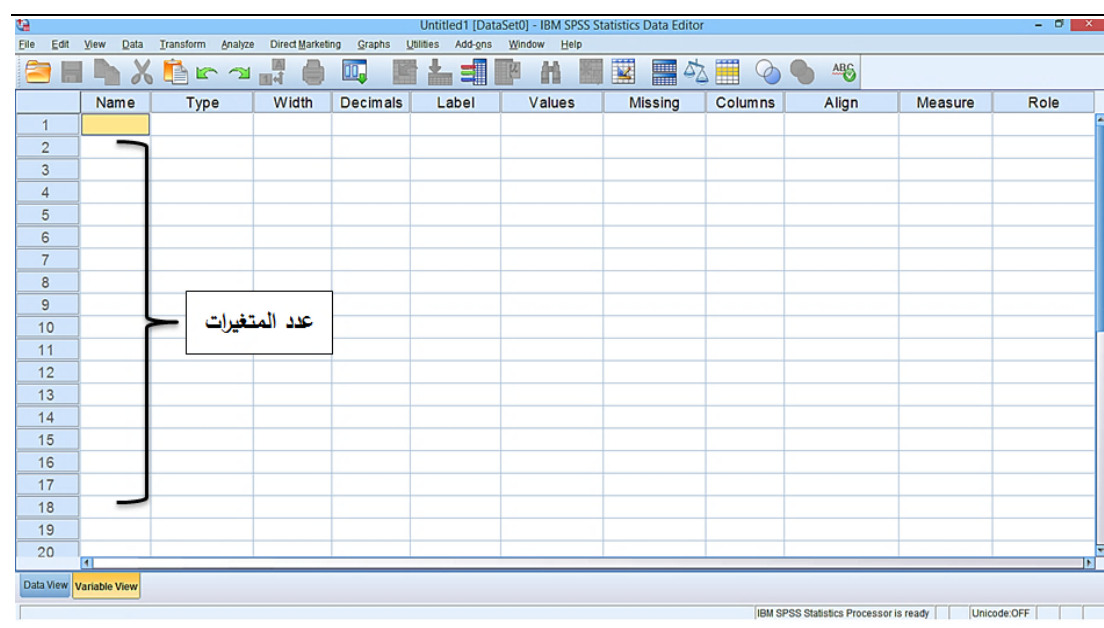 Untitled1 [DataSet0] - IBM SPSS Statistics Data Editor
File Edit View Data Transform Analyze Direct Marketing Graphs Utilities Add-ons Window Help
ABC
Name Type Width Decimals Label Values Missing Columns Align Measure Role
1
2
3
4
5
6
7
8
9
10
عدد المتغيرات
11
12
13
14
15
16
17
18
19
20
Data View Variable View
IBM SPSS Statistics Processor is ready Unicode:OFF